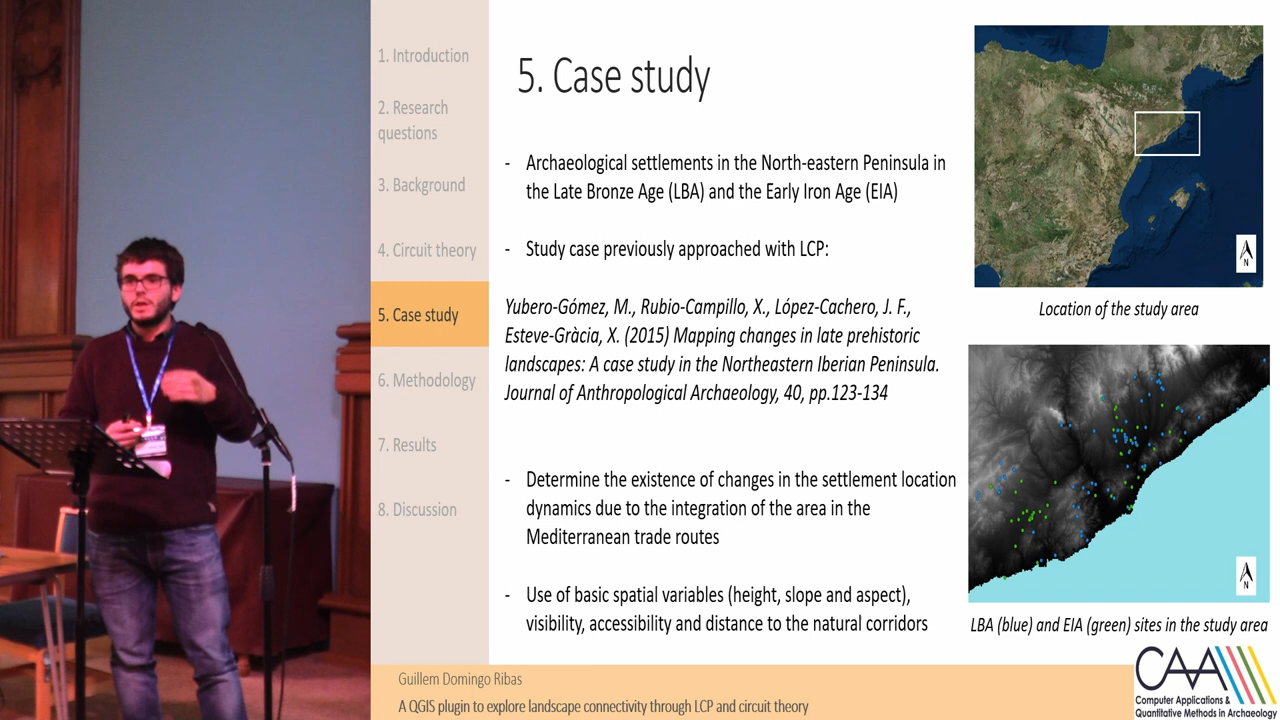 1. Introduction
2. Research
questions
3. Background
4. Circuit theory
5. Case study
6. Methodology
7. Results
8. Discussion
5. Case study
- Archaeological settlements in the North-eastern Peninsula in
the Late Bronze Age (LBA) and the Early Iron Age (EIA)
- Study case previously approached with LCP:
Yubero-Gómez, M., Rubio-Campillo, X., López-Cachero, J. F.,
Esteve-Gràcia, X. (2015) Mapping changes in late prehistoric
landscapes: A case study in the Northeastern Iberian Peninsula.
Journal of Anthropological Archaeology, 40, pp.123-134
- Determine the existence of changes in the settlement location
dynamics due to the integration of the area in the
Mediterranean trade routes
- Use of basic spatial variables (height, slope and aspect),
visibility, accessibility and distance to the natural corridors
N
Location of the study area
N
LBA (blue) and EIA (green) sites in the study area
Guillem Domingo Ribas
A QGIS plugin to explore landscape connectivity through LCP and circuit theory
CAA
Computer Applications &
Quantitative Methods in Archaeology